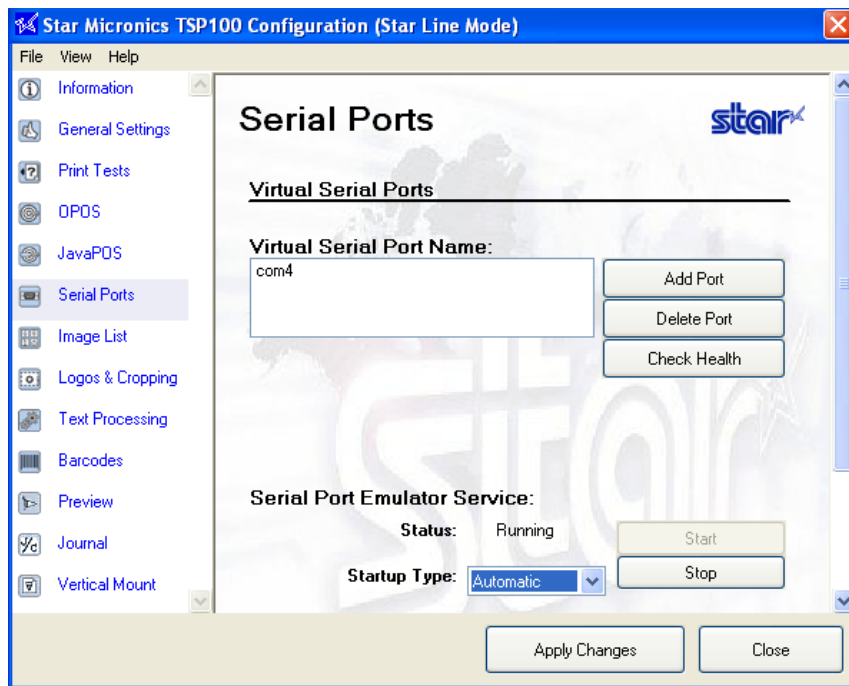 Star Micronics TSP100 Configuration (Star Line Mode)
File View Help
Information
General Settings
Print Tests
OPOS
JavaPOS
Serial Ports
Image List
Logos & Cropping
Text Processing
Barcodes
Preview
Journal
Vertical Mount
Serial Ports
star
Virtual Serial Ports
Virtual Serial Port Name:
com4
Add Port
Delete Port
Check Health
star
Serial Port Emulator Service:
Status: Running
Start
Startup Type: Automatic
Stop
Apply Changes
Close